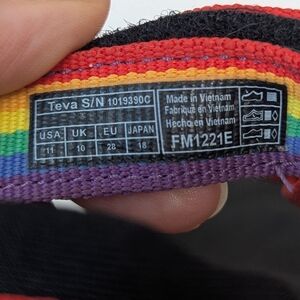 Teva S/N 1019390C
USA UK EU JAPAN
11 10 28 18
Made in Vietnam
Fabriqué en Vietnam
Hecho en Vietnam
FM1221E